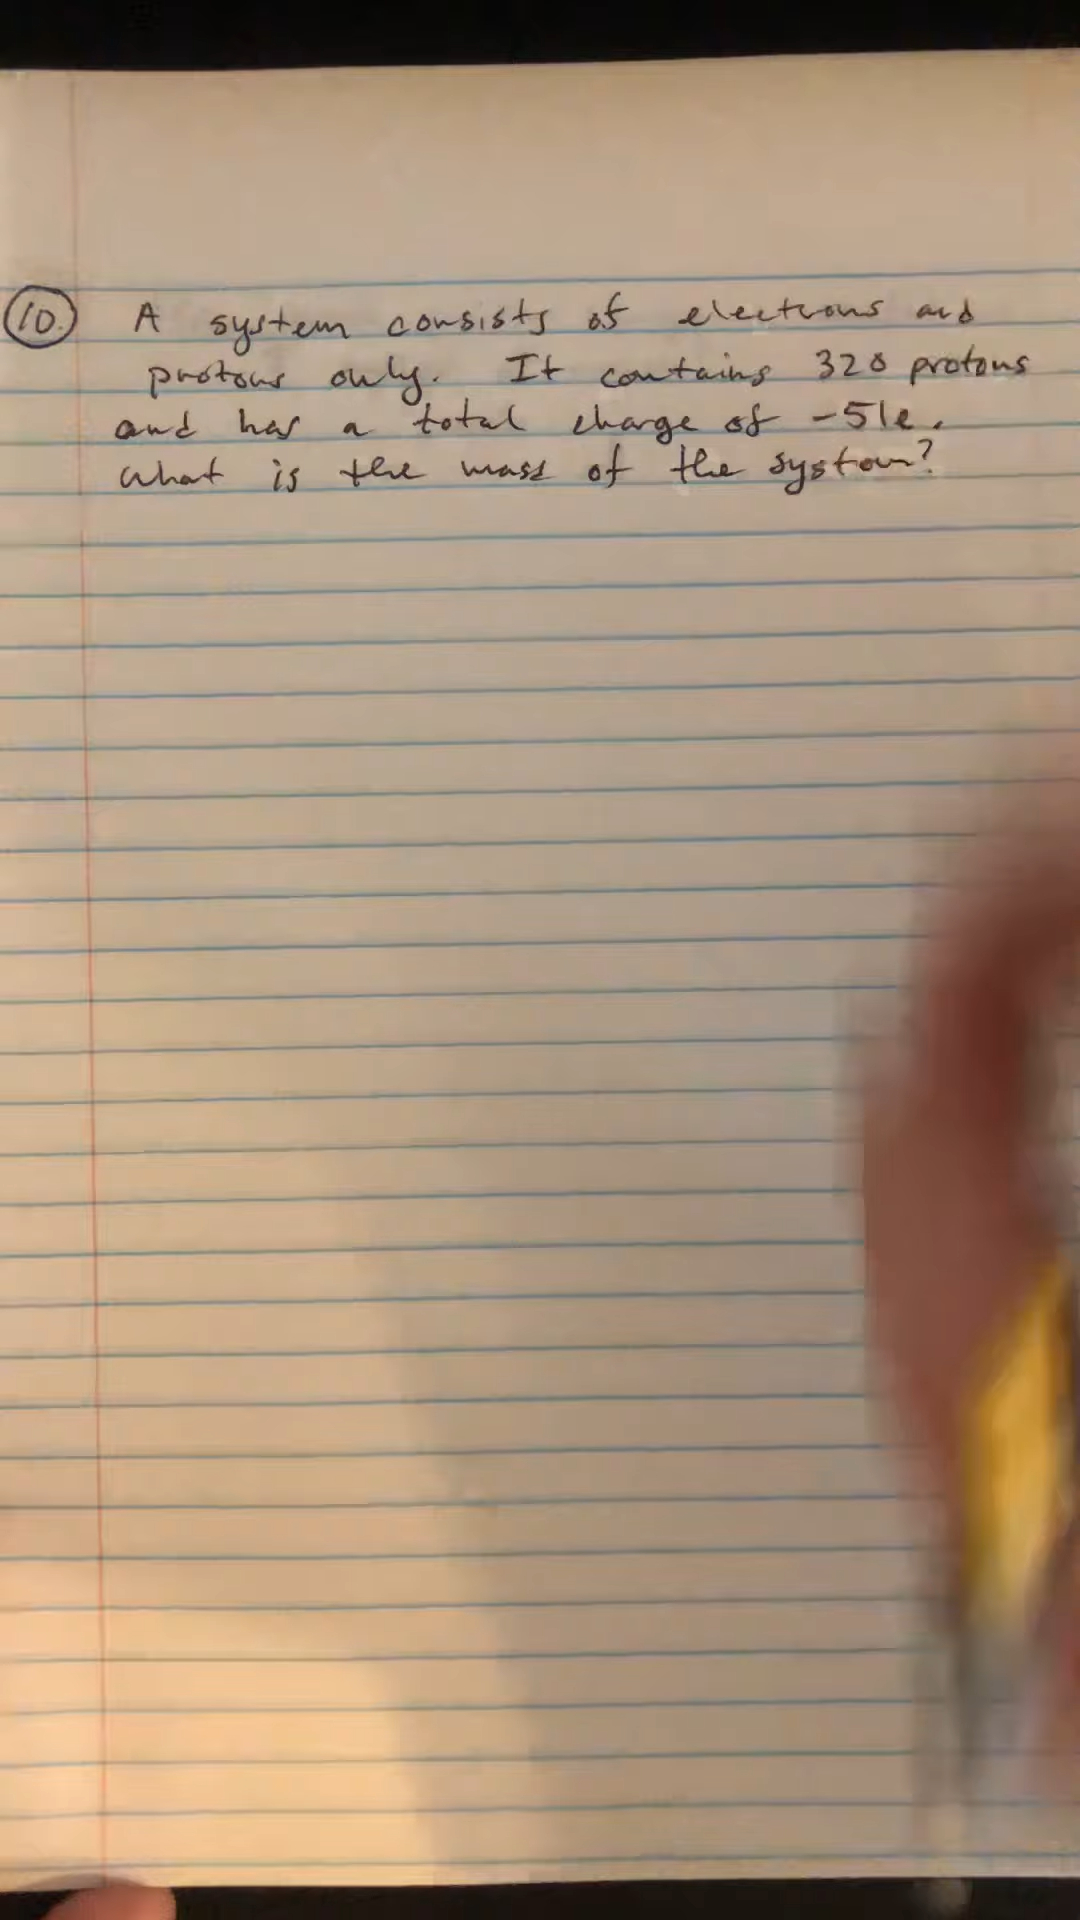 10. A system consists of electrons and
protons only. It contains 320 protons
and has a total charge of -51e.
What is the mass of the system?